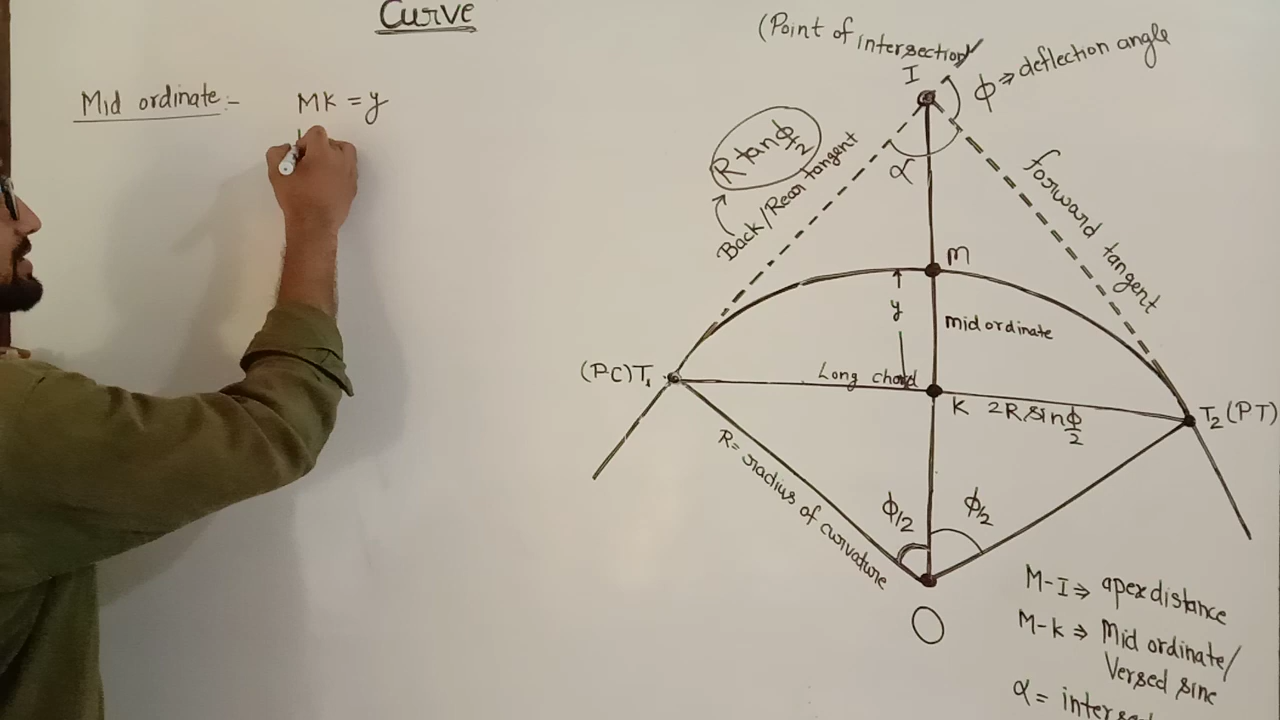 Curve
Mid ordinate:-
MK = y
(Point of intersection)
I
ϕ ⇒ deflection angle
R tan ϕ/2
Back/Rear tangent
α
forward tangent
M
y
mid ordinate
(PC) T₁
Long chord
K 2R sin ϕ/2
T₂ (PT)
R = radius of curvature
ϕ/2
ϕ/2
O
M-I ⇒ apex distance
M-K ⇒ Mid ordinate/
Versed sine
α =